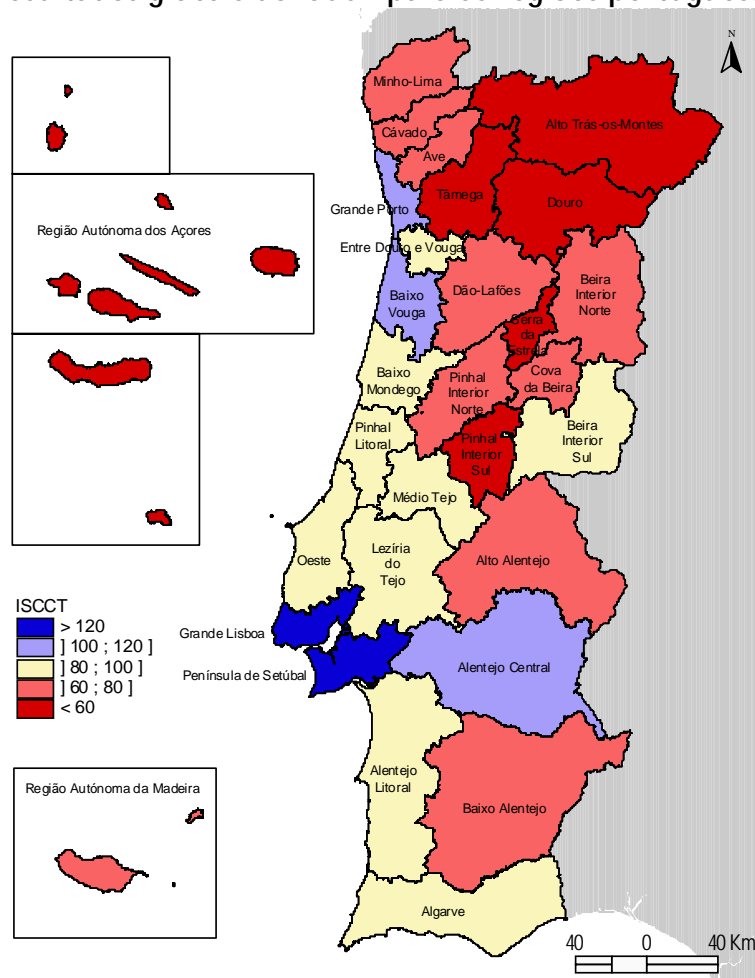 N
Minho-Lima
Alto Trás-os-Montes
Cávado
Ave
Tâmega
Douro
Grande Porto
Região Autónoma dos Açores
Entre Douro e Vouga
Dão-Lafões
Beira
Interior
Norte
Baixo
Vouga
Serra
da
Estrela
Baixo
Mondego
Pinhal
Interior
Norte
Cova
da Beira
Pinhal
Litoral
Beira
Interior
Sul
Pinhal
Interior
Sul
Médio Tejo
Oeste
Lezíria
do
Tejo
Alto Alentejo
ISCCT
> 120
] 100 ; 120 ]
] 80 ; 100 ]
] 60 ; 80 ]
< 60
Grande Lisboa
Península de Setúbal
Alentejo Central
Região Autónoma da Madeira
Alentejo
Litoral
Baixo Alentejo
Algarve
40 0 40 Km